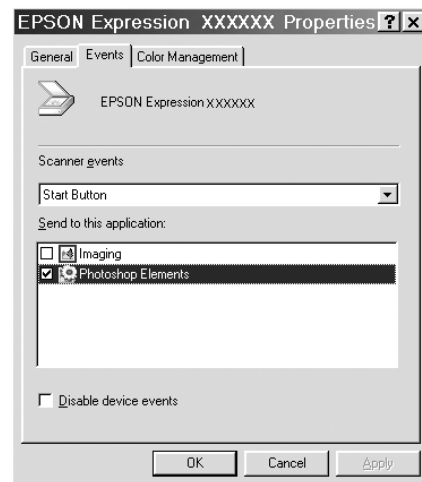 EPSON Expression XXXXXX Properties ? ×
General Events Color Management
EPSON Expression XXXXXX
Scanner events
Start Button
Send to this application:
Imaging
Photoshop Elements
Disable device events
OK Cancel Apply